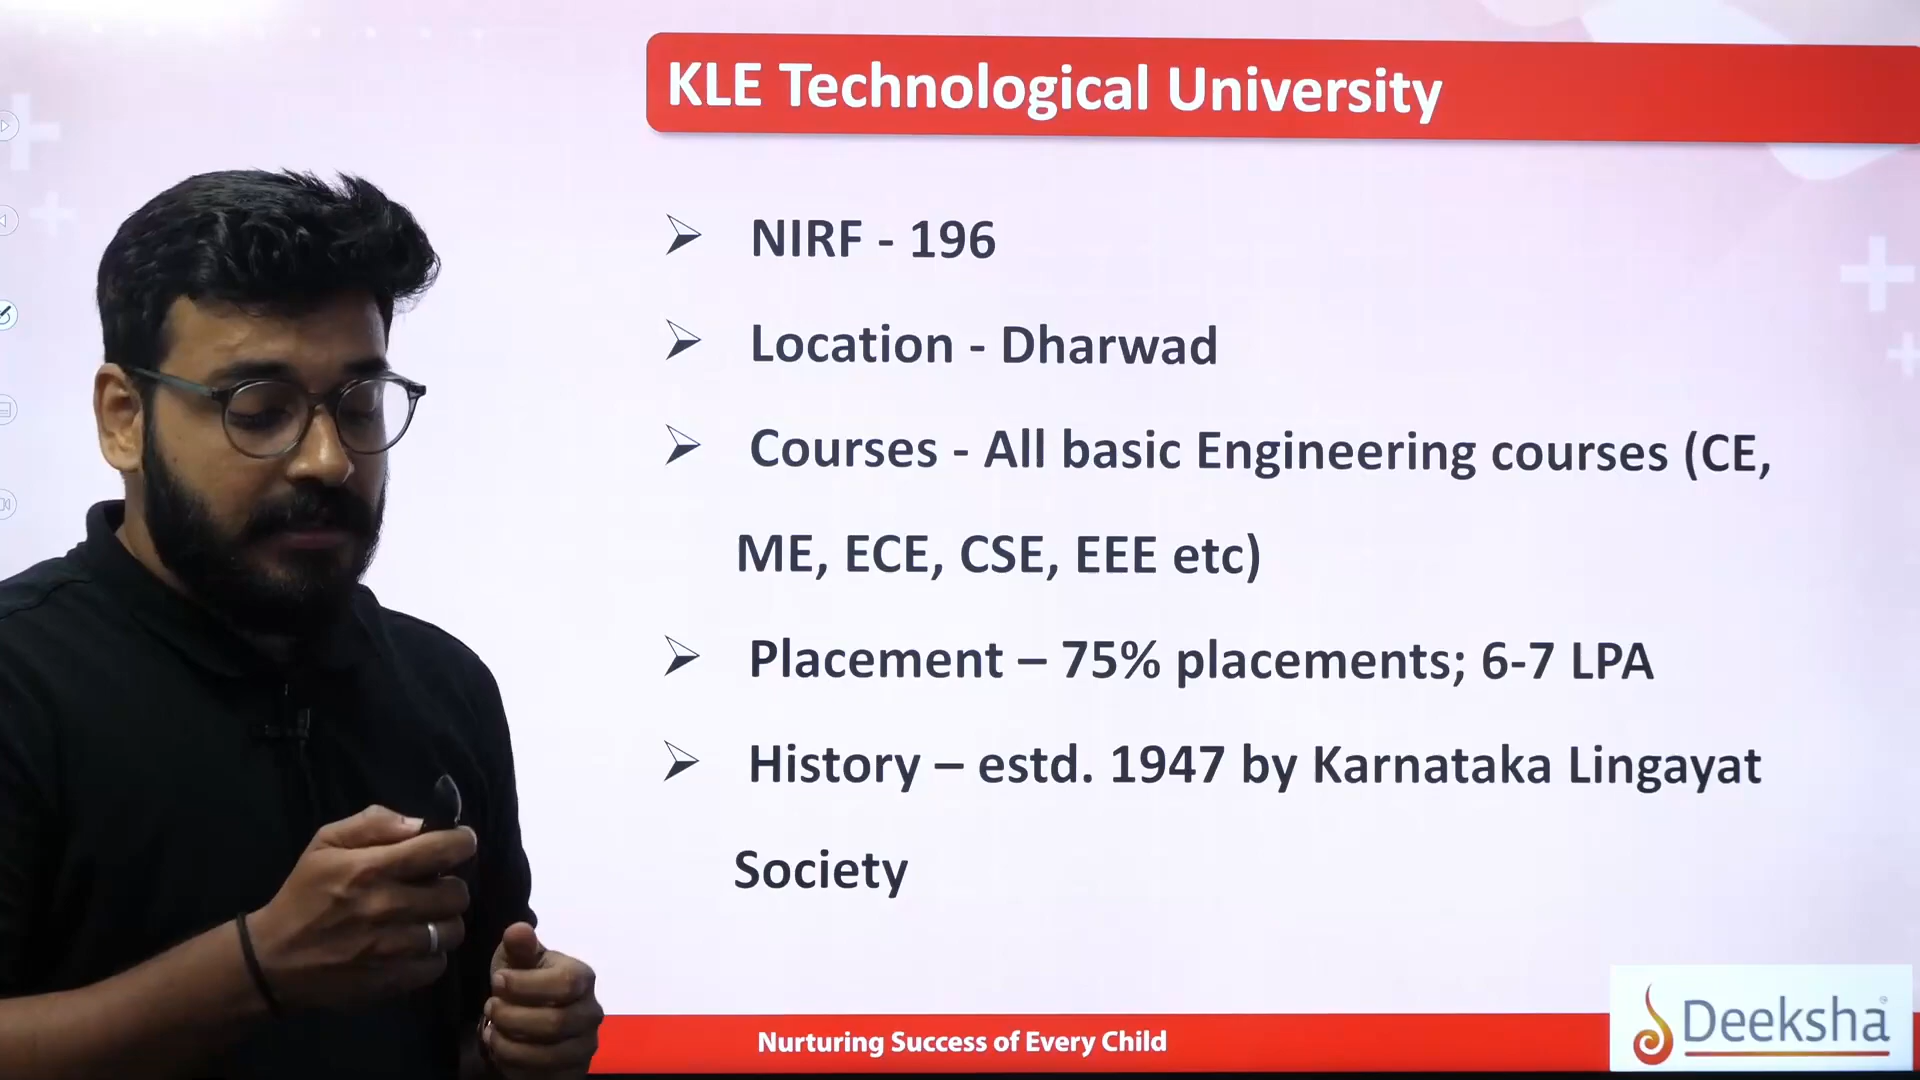 KLE Technological University
NIRF - 196
Location - Dharwad
Courses - All basic Engineering courses (CE,
ME, ECE, CSE, EEE etc)
Placement – 75% placements; 6-7 LPA
History – estd. 1947 by Karnataka Lingayat
Society
Nurturing Success of Every Child
Deeksha